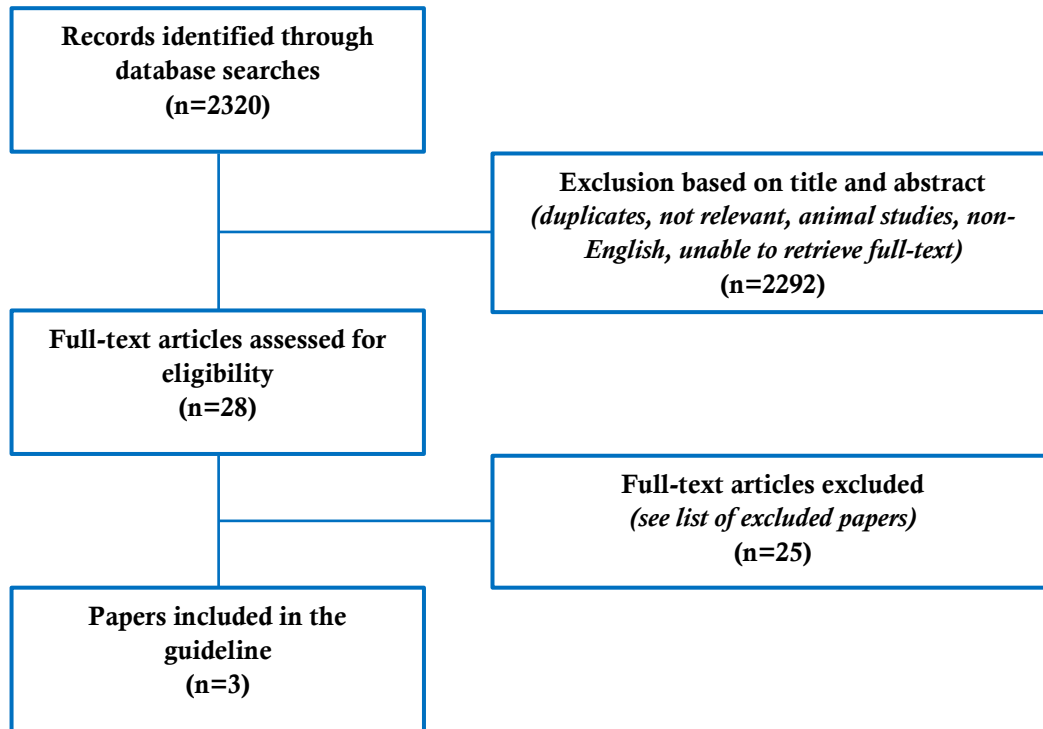 Records identified through
database searches
(n=2320)
Exclusion based on title and abstract
(duplicates, not relevant, animal studies, non-
English, unable to retrieve full-text)
(n=2292)
Full-text articles assessed for
eligibility
(n=28)
Full-text articles excluded
(see list of excluded papers)
(n=25)
Papers included in the
guideline
(n=3)